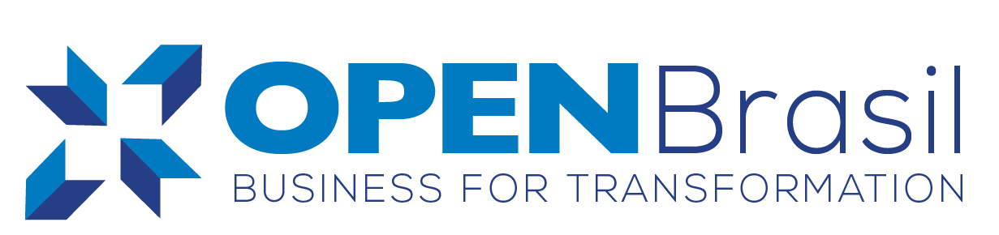 OPENBrasil
BUSINESS FOR TRANSFORMATION